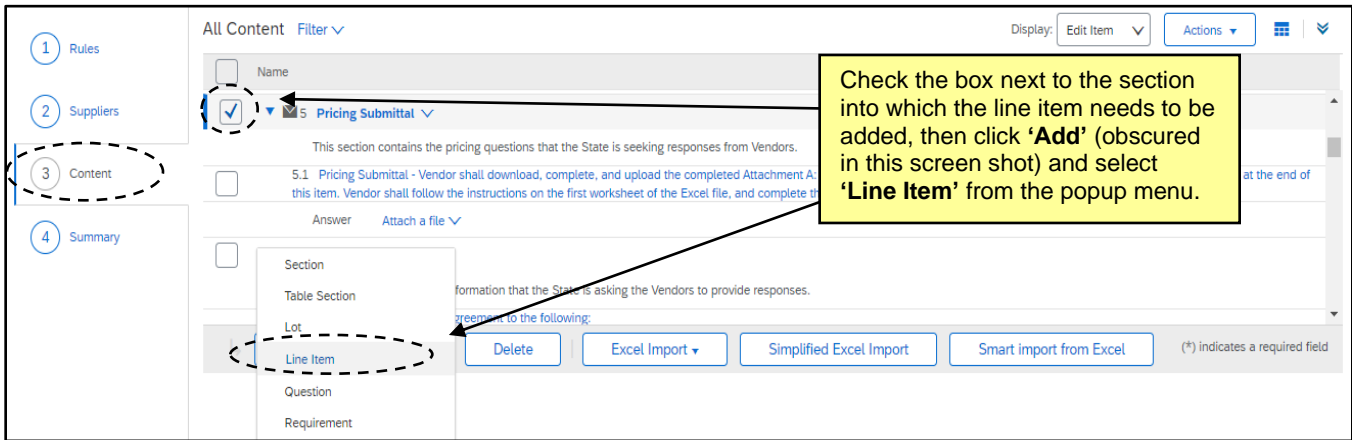 All Content Filter
Display: Edit Item Actions
1 Rules
Name
2 Suppliers
5 Pricing Submittal
This section contains the pricing questions that the State is seeking responses from Vendors.
3 Content
5.1 Pricing Submittal - Vendor shall download, complete, and upload the completed Attachment A: at the end of
this item. Vendor shall follow the instructions on the first worksheet of the Excel file, and complete
Answer Attach a file
4 Summary
Check the box next to the section
into which the line item needs to be
added, then click ‘Add’ (obscured
in this screen shot) and select
‘Line Item’ from the popup menu.
Section
Table Section
formation that the State is asking the Vendors to provide responses.
Lot
agreement to the following:
Line Item
Delete Excel Import Simplified Excel Import Smart import from Excel (*) indicates a required field
Question
Requirement